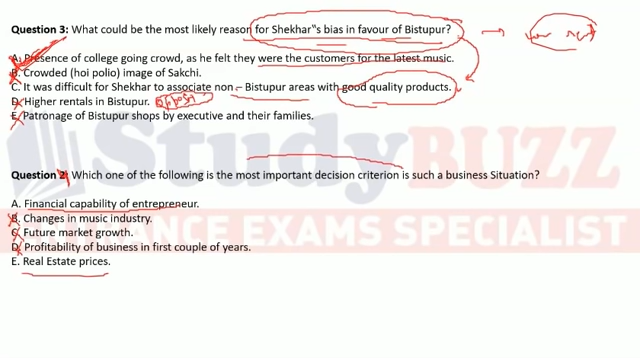 Question 3: What could be the most likely reason for Shekhar"s bias in favour of Bistupur?
A. Presence of college going crowd, as he felt they were the customers for the latest music.
B. Crowded (hoi polio) image of Sakchi.
C. It was difficult for Shekhar to associate non – Bistupur areas with good quality products.
D. Higher rentals in Bistupur.
E. Patronage of Bistupur shops by executive and their families.
Question 2: Which one of the following is the most important decision criterion is such a business Situation?
A. Financial capability of entrepreneur.
B. Changes in music industry.
C. Future market growth.
D. Profitability of business in first couple of years.
E. Real Estate prices.
StudyBUZZ
ENTRANCE EXAMS SPECIALIST